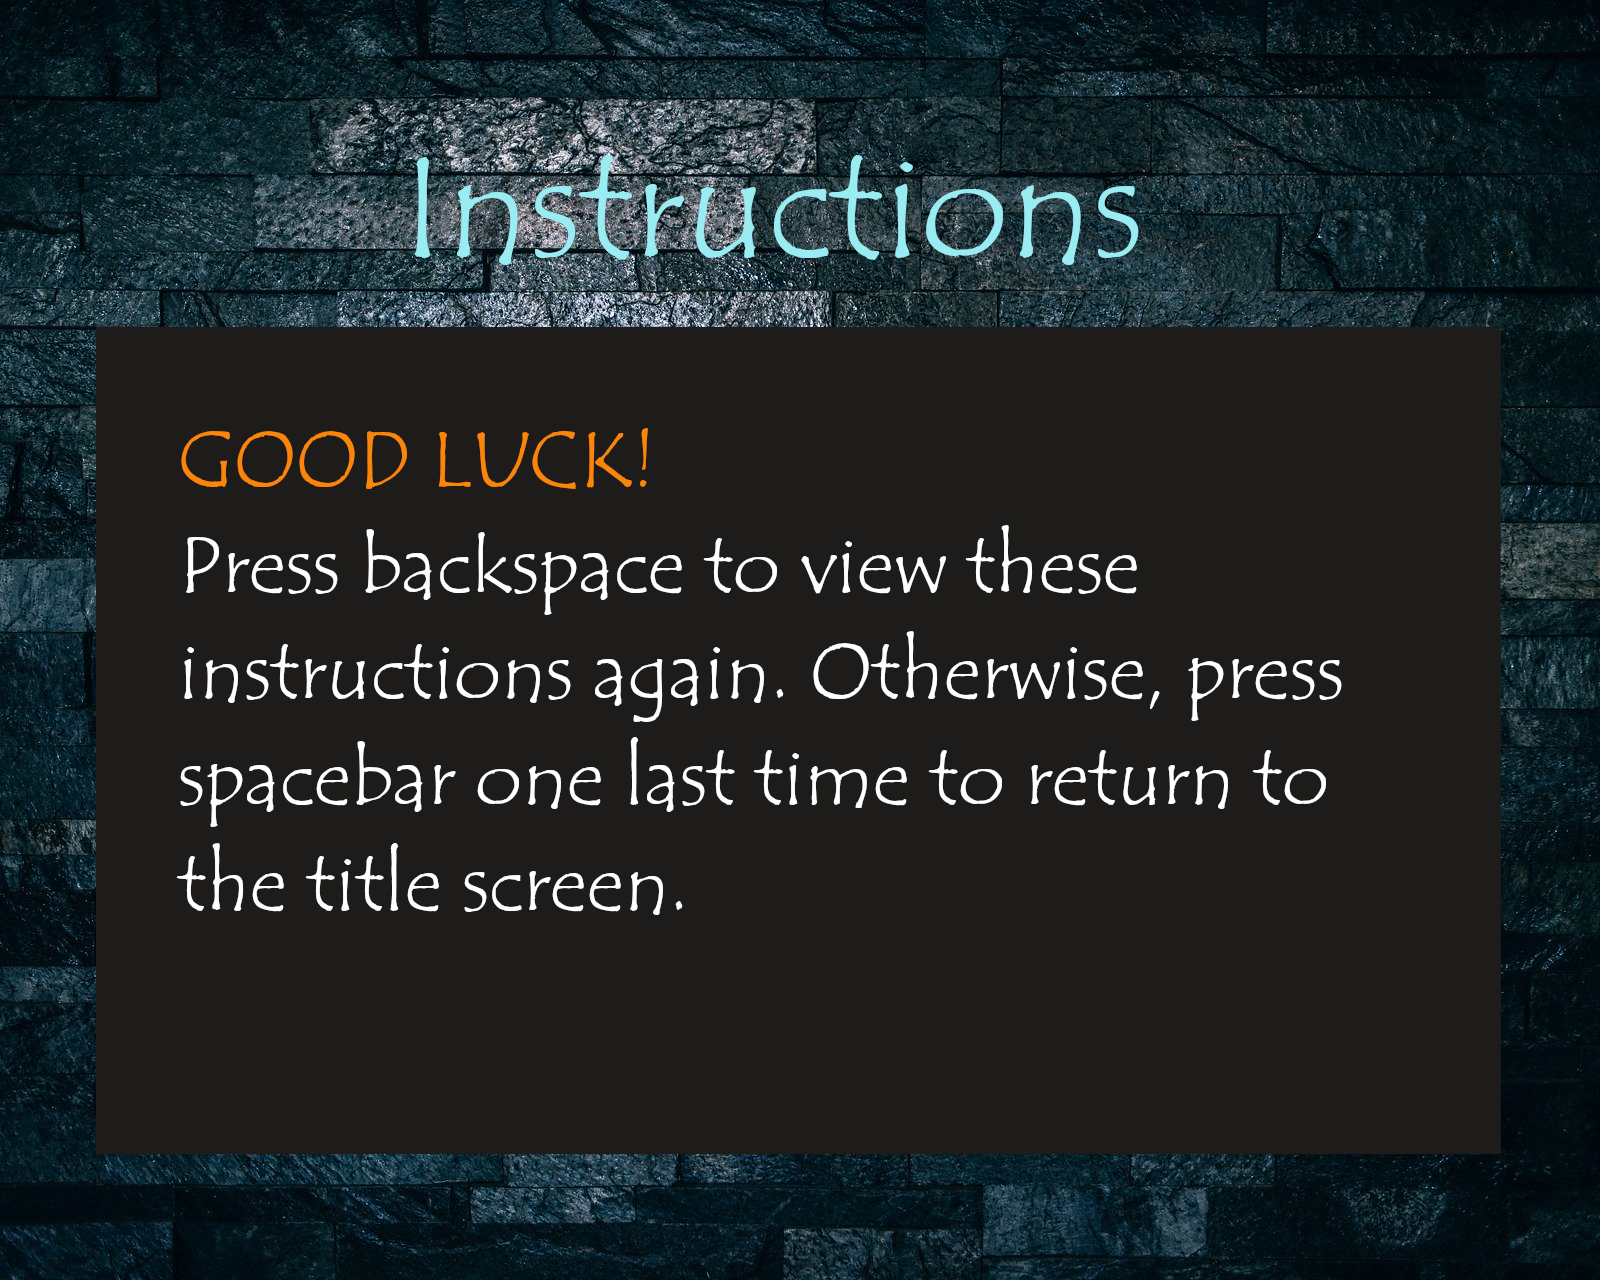 Instructions
GOOD LUCK!
Press backspace to view these
instructions again. Otherwise, press
spacebar one last time to return to
the title screen.